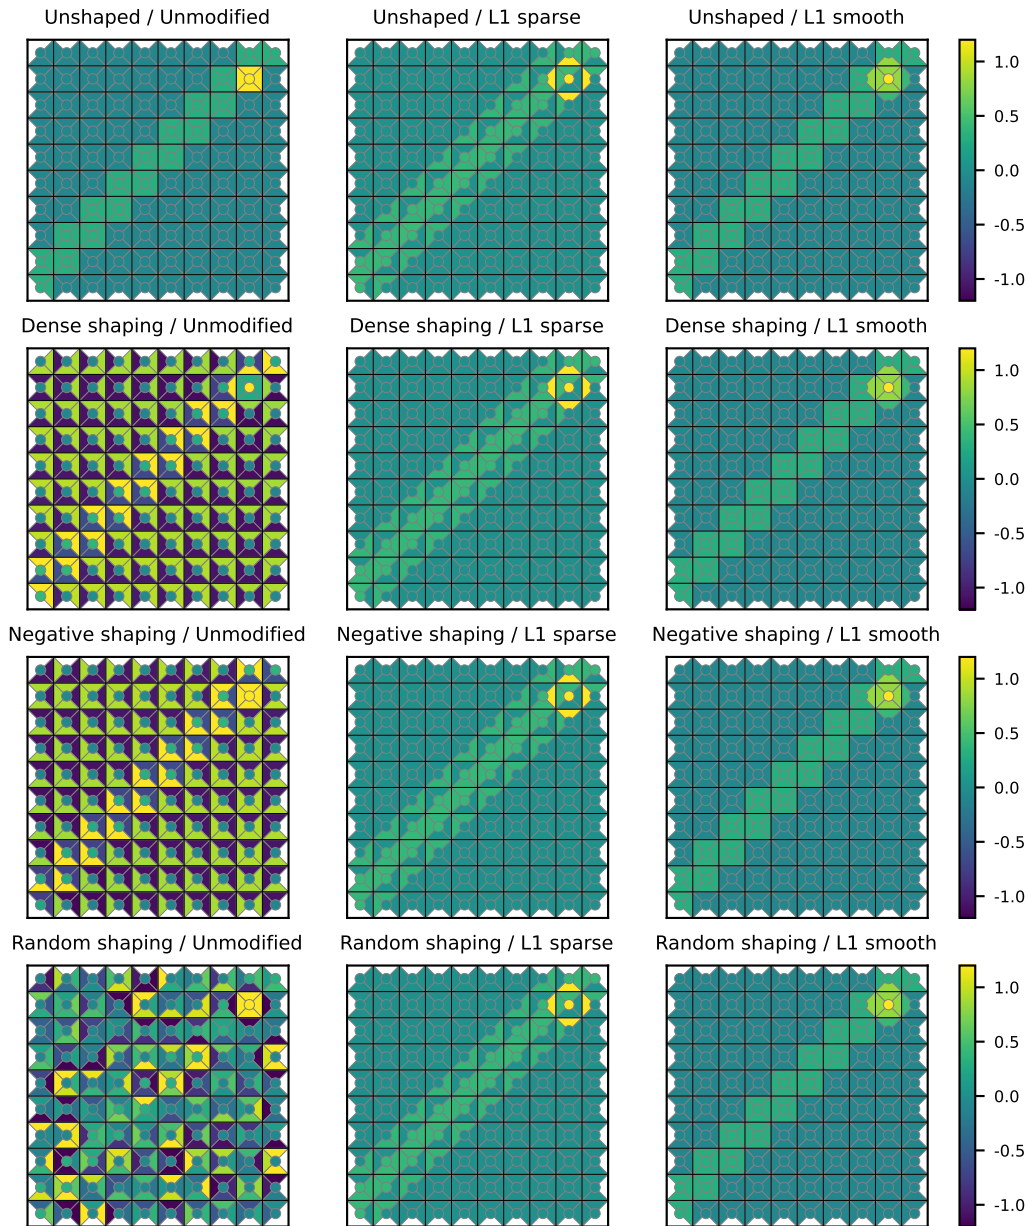 Unshaped / Unmodified
Unshaped / L1 sparse
Unshaped / L1 smooth
1.0
0.5
0.0
-0.5
-1.0
Dense shaping / Unmodified
Dense shaping / L1 sparse
Dense shaping / L1 smooth
1.0
0.5
0.0
-0.5
-1.0
Negative shaping / Unmodified
Negative shaping / L1 sparse
Negative shaping / L1 smooth
1.0
0.5
0.0
-0.5
-1.0
Random shaping / Unmodified
Random shaping / L1 sparse
Random shaping / L1 smooth
1.0
0.5
0.0
-0.5
-1.0